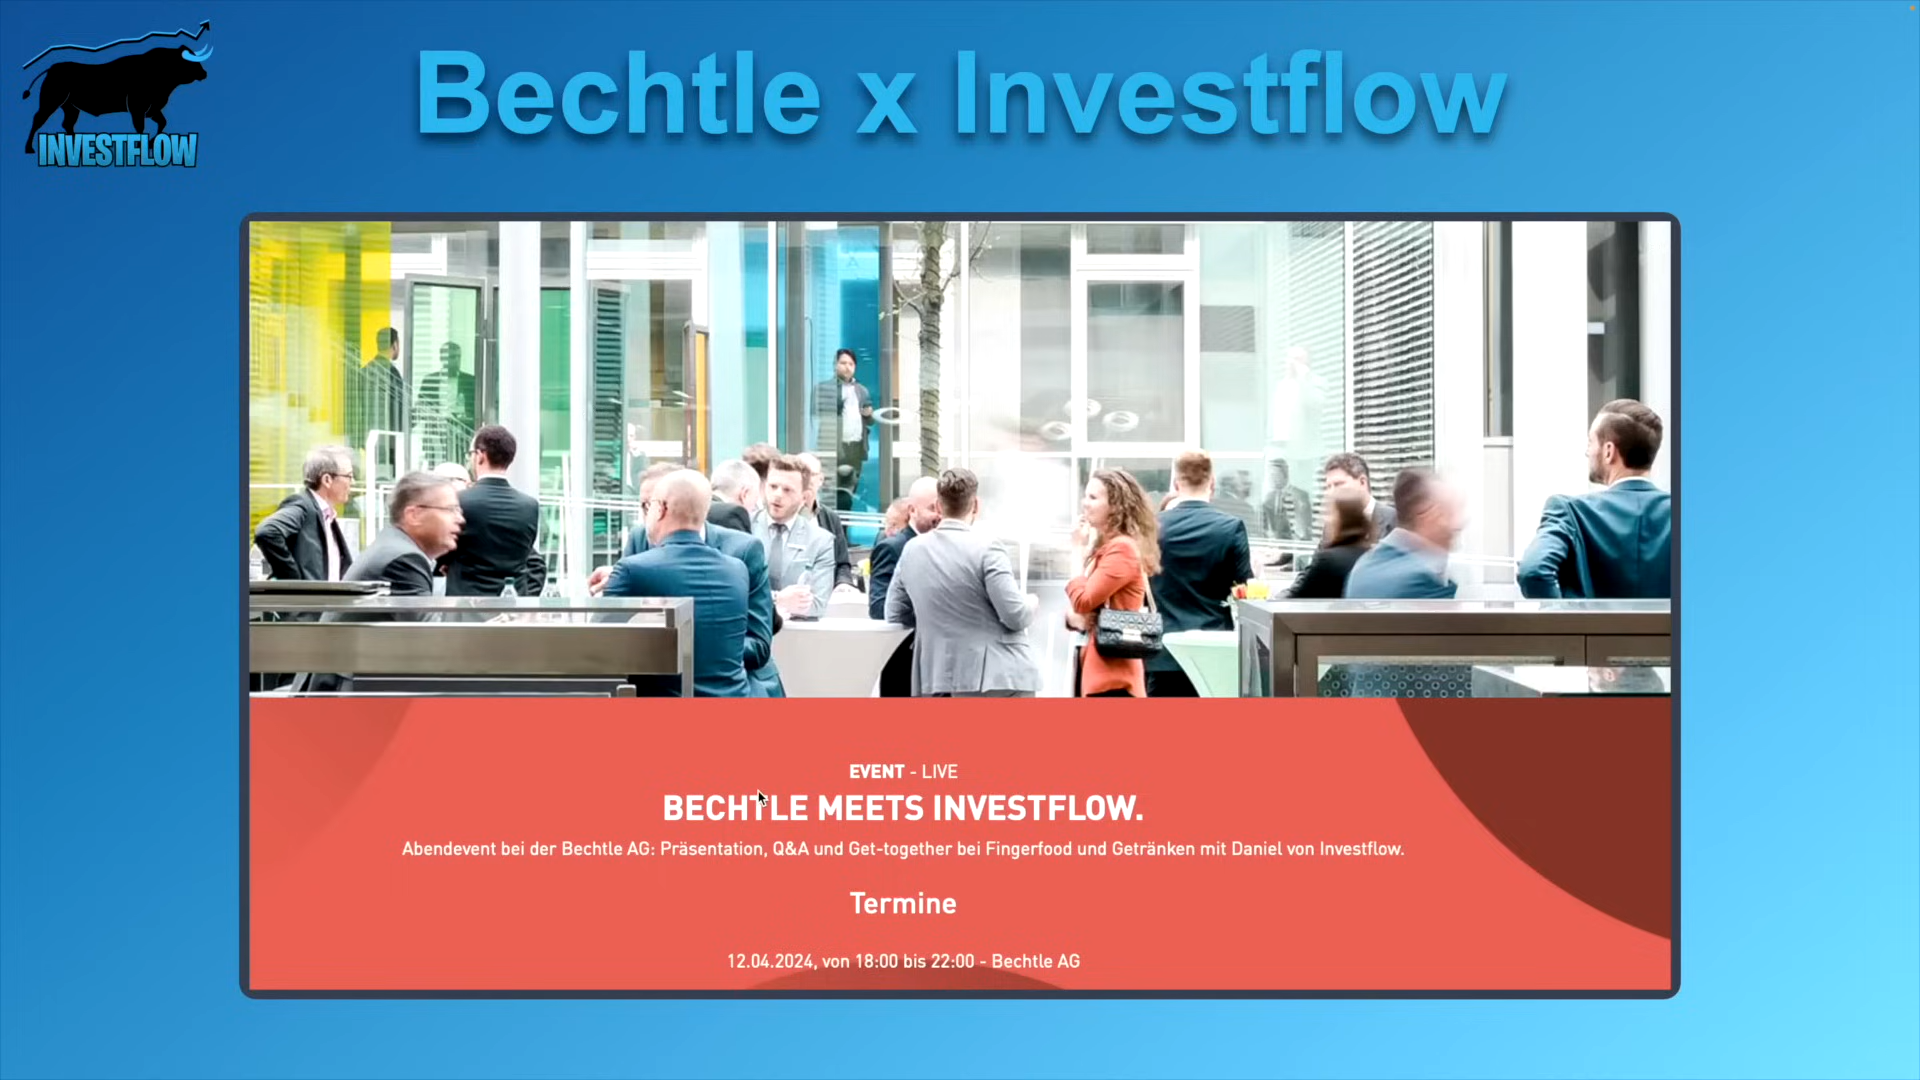 INVESTFLOW
Bechtle x Investflow
EVENT - LIVE
BECHTLE MEETS INVESTFLOW.
Abendevent bei der Bechtle AG: Präsentation, Q&A und Get-together bei Fingerfood und Getränken mit Daniel von Investflow.
Termine
12.04.2024, von 18:00 bis 22:00 - Bechtle AG